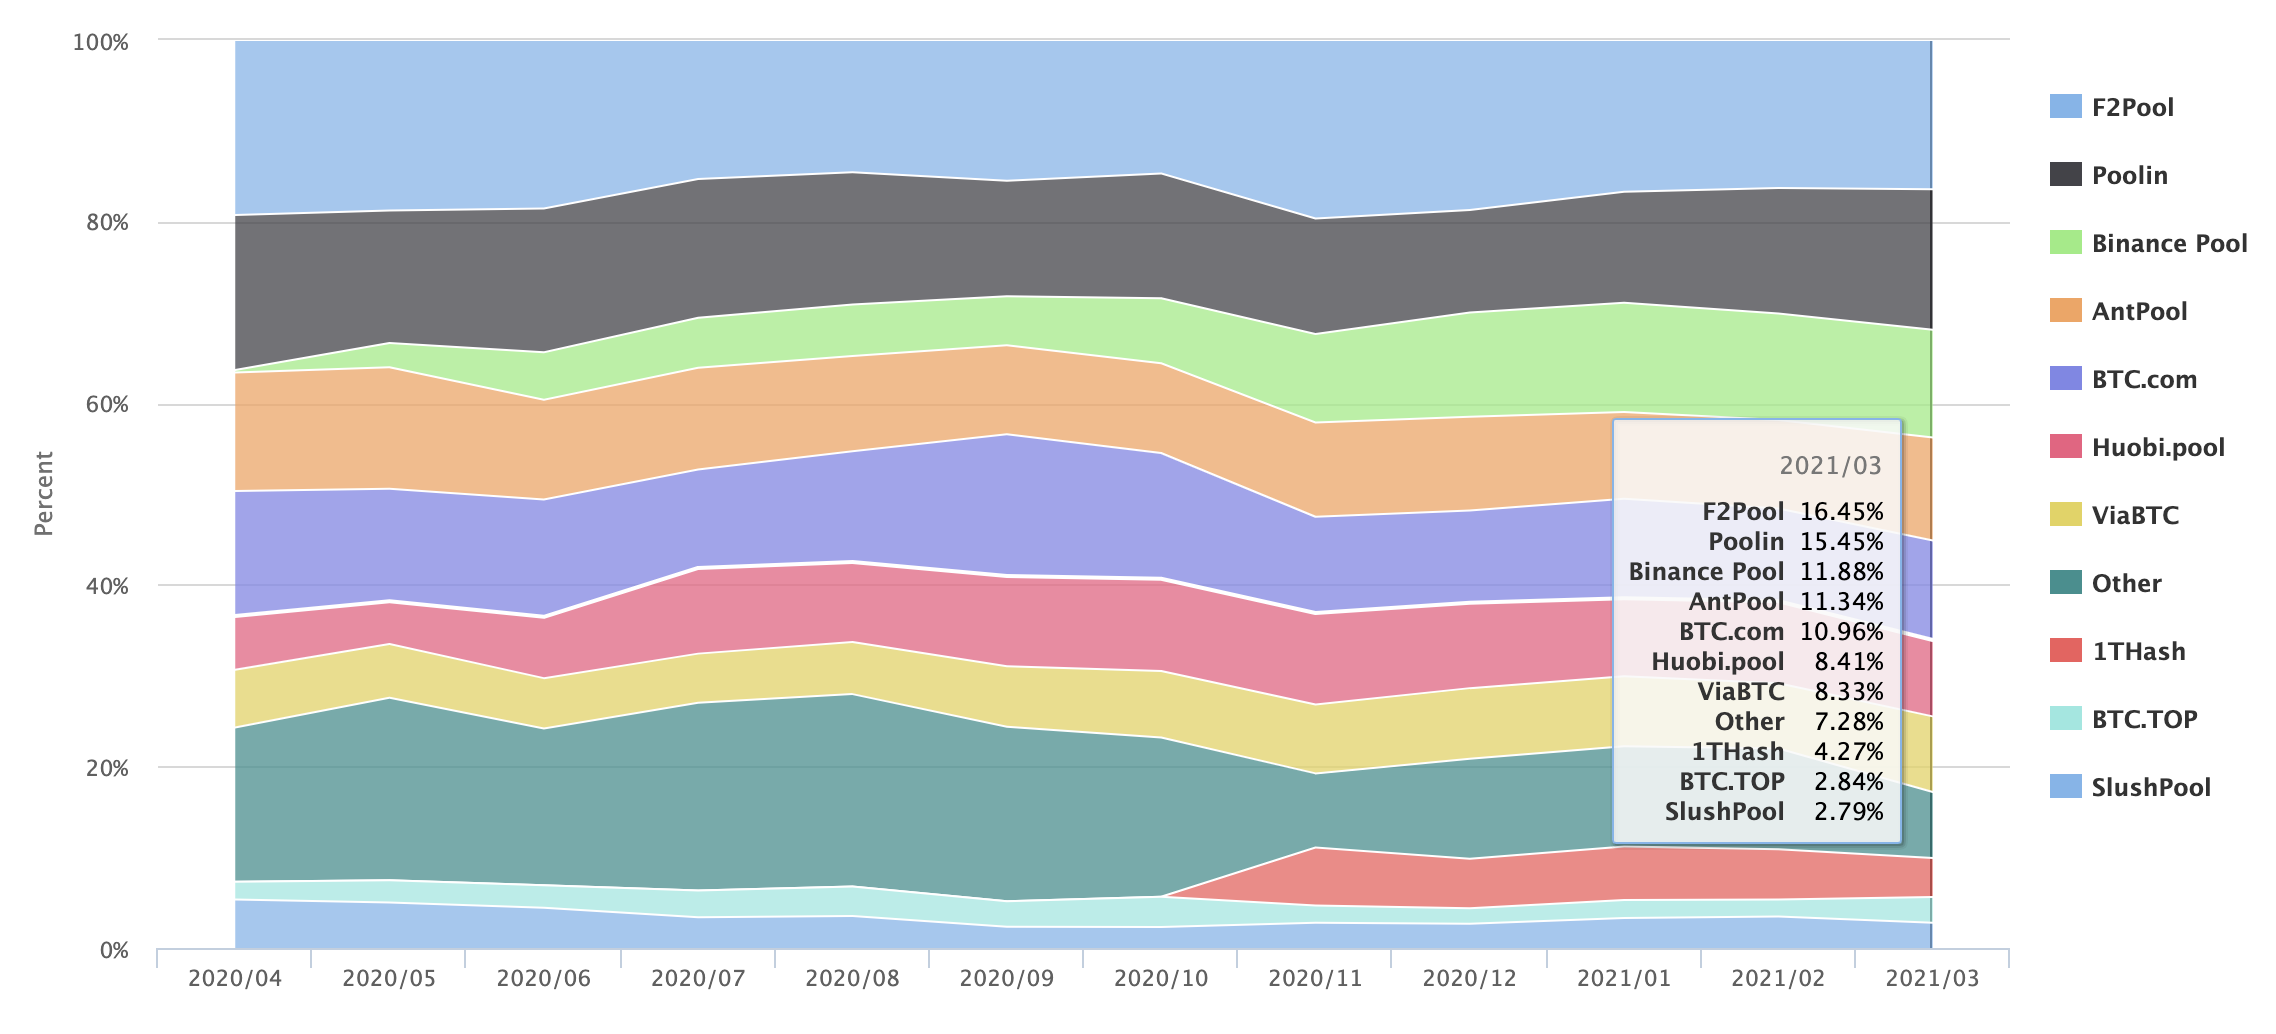 100%
80%
60%
40%
20%
0%
Percent
2020/04 2020/05 2020/06 2020/07 2020/08 2020/09 2020/10 2020/11 2020/12 2021/01 2021/02 2021/03
2021/03
F2Pool 16.45%
Poolin 15.45%
Binance Pool 11.88%
AntPool 11.34%
BTC.com 10.96%
Huobi.pool 8.41%
ViaBTC 8.33%
Other 7.28%
1THash 4.27%
BTC.TOP 2.84%
SlushPool 2.79%
F2Pool
Poolin
Binance Pool
AntPool
BTC.com
Huobi.pool
ViaBTC
Other
1THash
BTC.TOP
SlushPool